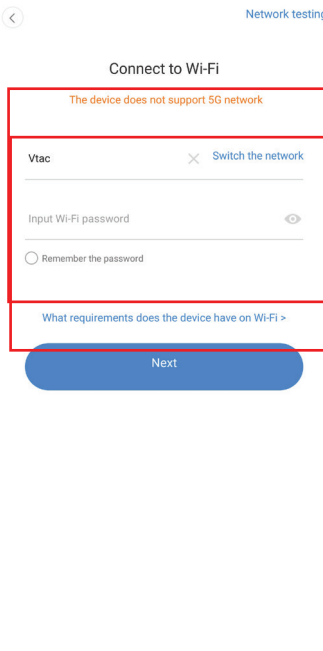 Network testing
Connect to Wi-Fi
The device does not support 5G network
Vtac
Switch the network
Input Wi-Fi password
Remember the password
What requirements does the device have on Wi-Fi >
Next